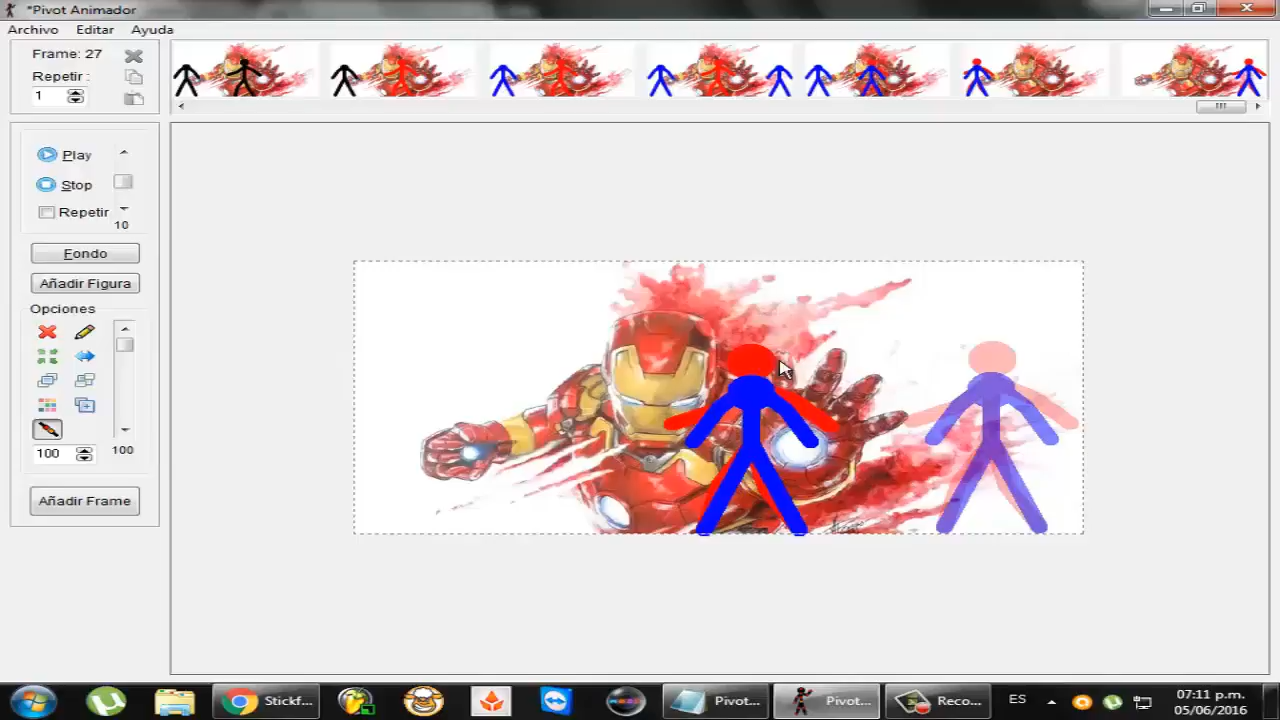 *Pivot Animador
Archivo Editar Ayuda
Frame: 27
Repetir :
1
Play
Stop
Repetir
10
Fondo
Añadir Figura
Opciones
100
100
Añadir Frame
Stickf...
Pivot...
Pivot...
Reco...
ES
07:11 p.m.
05/06/2016